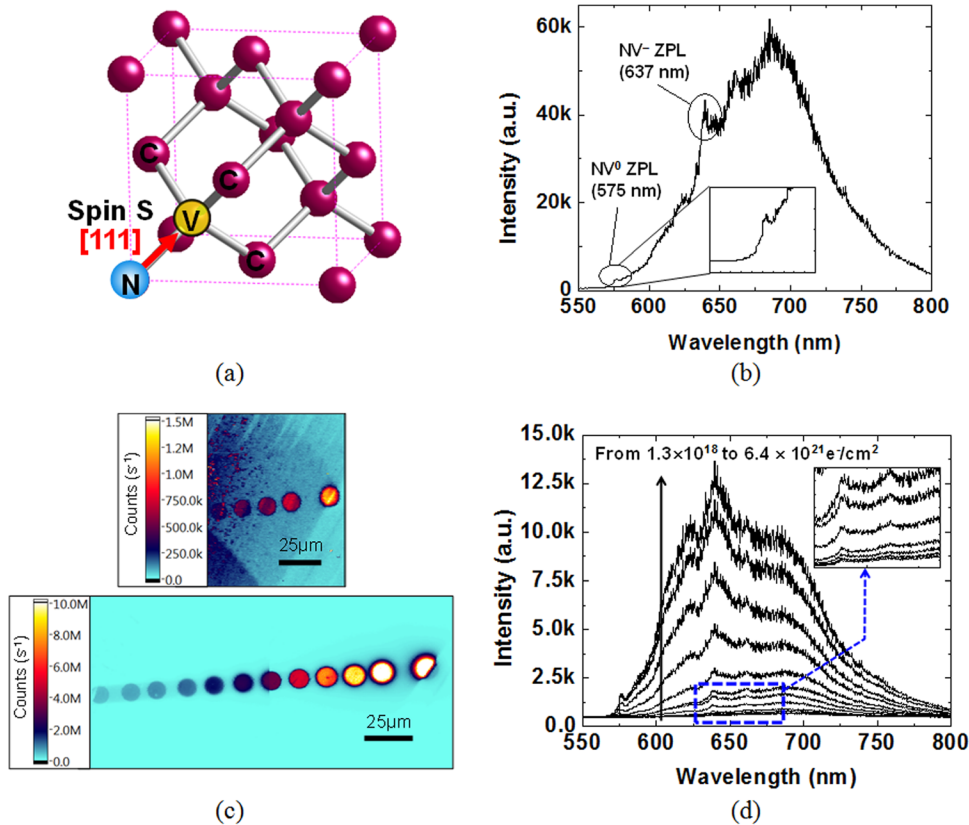 C
C
C
Spin S
[111]
V
N
(a)
60k
40k
20k
0
Intensity (a.u.)
NV⁻ ZPL
(637 nm)
NV⁰ ZPL
(575 nm)
550 600 650 700 750 800
Wavelength (nm)
(b)
Counts (s⁻¹)
1.5M
1.2M
1.0M
750.0k
500.0k
250.0k
0.0
25μm
Counts (s⁻¹)
10.0M
8.0M
6.0M
4.0M
2.0M
0.0
25μm
(c)
15.0k
12.5k
10.0k
7.5k
5.0k
2.5k
0.0
Intensity (a.u.)
From 1.3×10¹⁸ to 6.4 × 10²¹e⁻/cm²
550 600 650 700 750 800
Wavelength (nm)
(d)